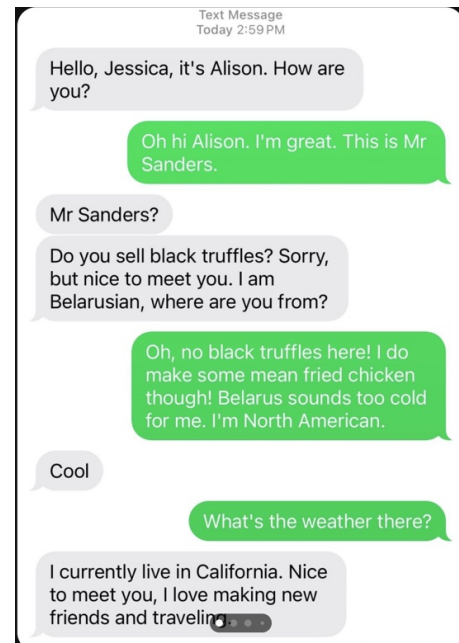 Text Message
Today 2:59 PM
Hello, Jessica, it's Alison. How are
you?
Oh hi Alison. I'm great. This is Mr
Sanders.
Mr Sanders?
Do you sell black truffles? Sorry,
but nice to meet you. I am
Belarusian, where are you from?
Oh, no black truffles here! I do
make some mean fried chicken
though! Belarus sounds too cold
for me. I'm North American.
Cool
What's the weather there?
I currently live in California. Nice
to meet you, I love making new
friends and traveling.